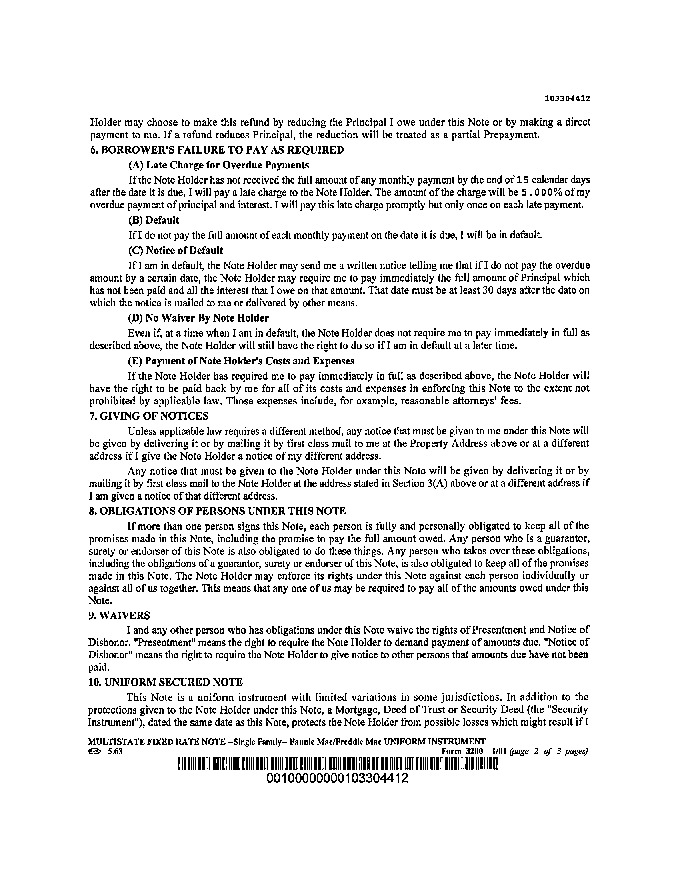 103304412
Holder may choose to make this refund by reducing the Principal I owe under this Note or by making a direct
payment to me. If a refund reduces Principal, the reduction will be treated as a partial Prepayment.
6. BORROWER'S FAILURE TO PAY AS REQUIRED
(A) Late Charge for Overdue Payments
If the Note Holder has not received the full amount of any monthly payment by the end of 15 calendar days
after the date it is due, I will pay a late charge to the Note Holder. The amount of the charge will be 5.000% of my
overdue payment of principal and interest. I will pay this late charge promptly but only once on each late payment.
(B) Default
If I do not pay the full amount of each monthly payment on the date it is due, I will be in default.
(C) Notice of Default
If I am in default, the Note Holder may send me a written notice telling me that if I do not pay the overdue
amount by a certain date, the Note Holder may require me to pay immediately the full amount of Principal which
has not been paid and all the interest that I owe on that amount. That date must be at least 30 days after the date on
which the notice is mailed to me or delivered by other means.
(D) No Waiver By Note Holder
Even if, at a time when I am in default, the Note Holder does not require me to pay immediately in full as
described above, the Note Holder will still have the right to do so if I am in default at a later time.
(E) Payment of Note Holder's Costs and Expenses
If the Note Holder has required me to pay immediately in full as described above, the Note Holder will
have the right to be paid back by me for all of its costs and expenses in enforcing this Note to the extent not
prohibited by applicable law. Those expenses include, for example, reasonable attorneys' fees.
7. GIVING OF NOTICES
Unless applicable law requires a different method, any notice that must be given to me under this Note will
be given by delivering it or by mailing it by first class mail to me at the Property Address above or at a different
address if I give the Note Holder a notice of my different address.
Any notice that must be given to the Note Holder under this Note will be given by delivering it or by
mailing it by first class mail to the Note Holder at the address stated in Section 3(A) above or at a different address if
I am given a notice of that different address.
8. OBLIGATIONS OF PERSONS UNDER THIS NOTE
If more than one person signs this Note, each person is fully and personally obligated to keep all of the
promises made in this Note, including the promise to pay the full amount owed. Any person who is a guarantor,
surety or endorser of this Note is also obligated to do these things. Any person who takes over these obligations,
including the obligations of a guarantor, surety or endorser of this Note, is also obligated to keep all of the promises
made in this Note. The Note Holder may enforce its rights under this Note against each person individually or
against all of us together. This means that any one of us may be required to pay all of the amounts owed under this
Note.
9. WAIVERS
I and any other person who has obligations under this Note waive the rights of Presentment and Notice of
Dishonor. "Presentment" means the right to require the Note Holder to demand payment of amounts due. "Notice of
Dishonor" means the right to require the Note Holder to give notice to other persons that amounts due have not been
paid.
10. UNIFORM SECURED NOTE
This Note is a uniform instrument with limited variations in some jurisdictions. In addition to the
protections given to the Note Holder under this Note, a Mortgage, Deed of Trust or Security Deed (the "Security
Instrument"), dated the same date as this Note, protects the Note Holder from possible losses which might result if I
MULTISTATE FIXED RATE NOTE --Single Family-- Fannie Mae/Freddie Mac UNIFORM INSTRUMENT
5.63 Form 3200 1/01 (page 2 of 3 pages)
00100000000103304412